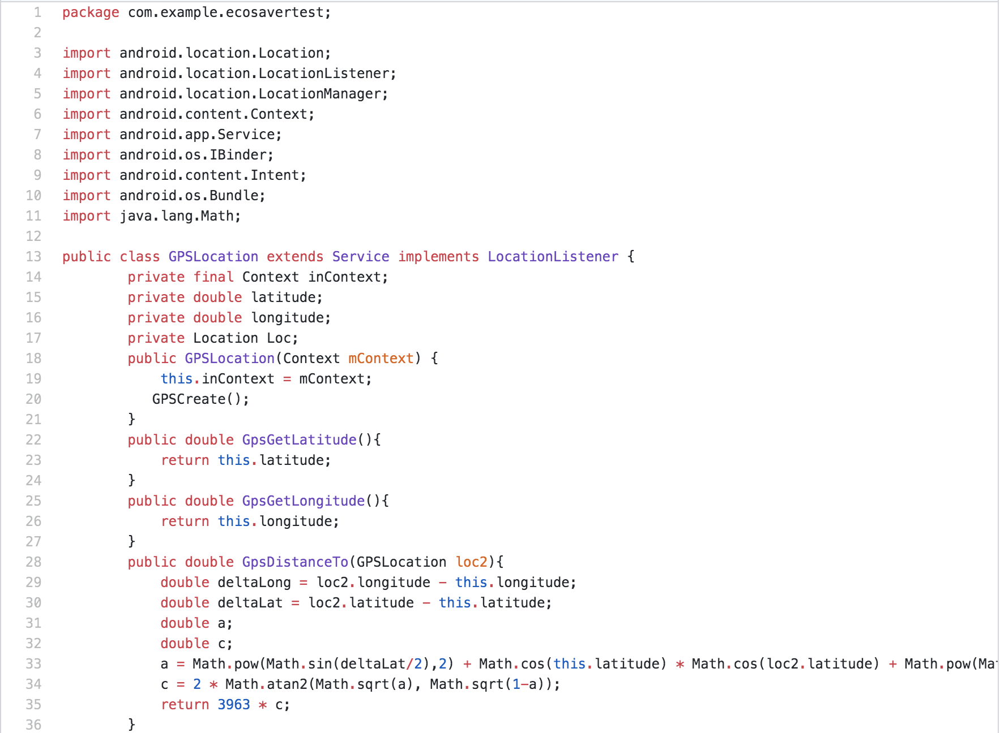 1 package com.example.ecosavertest;
2
3 import android.location.Location;
4 import android.location.LocationListener;
5 import android.location.LocationManager;
6 import android.content.Context;
7 import android.app.Service;
8 import android.os.IBinder;
9 import android.content.Intent;
10 import android.os.Bundle;
11 import java.lang.Math;
12
13 public class GPSLocation extends Service implements LocationListener {
14 private final Context inContext;
15 private double latitude;
16 private double longitude;
17 private Location Loc;
18 public GPSLocation(Context mContext) {
19 this.inContext = mContext;
20 GPSCreate();
21 }
22 public double GpsGetLatitude(){
23 return this.latitude;
24 }
25 public double GpsGetLongitude(){
26 return this.longitude;
27 }
28 public double GpsDistanceTo(GPSLocation loc2){
29 double deltaLong = loc2.longitude - this.longitude;
30 double deltaLat = loc2.latitude - this.latitude;
31 double a;
32 double c;
33 a = Math.pow(Math.sin(deltaLat/2),2) + Math.cos(this.latitude) * Math.cos(loc2.latitude) + Math.pow(Ma
34 c = 2 * Math.atan2(Math.sqrt(a), Math.sqrt(1-a));
35 return 3963 * c;
36 }